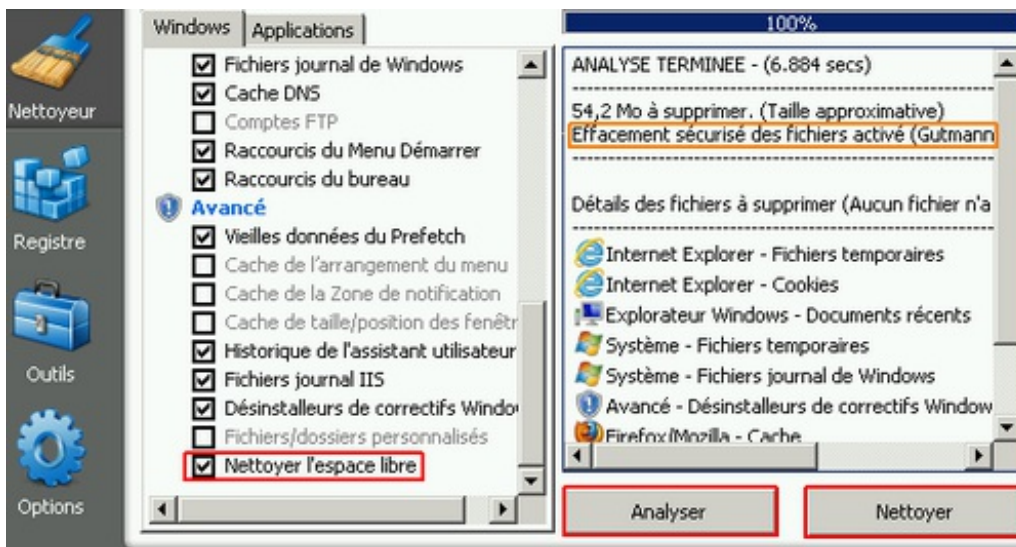 Nettoyeur
Registre
Outils
Options
Windows
Applications
Fichiers journal de Windows
Cache DNS
Comptes FTP
Raccourcis du Menu Démarrer
Raccourcis du bureau
Avancé
Vieilles données du Prefetch
Cache de l'arrangement du menu
Cache de la Zone de notification
Cache de taille/position des fenêtr
Historique de l'assistant utilisateur
Fichiers journal IIS
Désinstalleurs de correctifs Windo
Fichiers/dossiers personnalisés
Nettoyer l'espace libre
100%
ANALYSE TERMINEE - (6.884 secs)
54,2 Mo à supprimer. (Taille approximative)
Effacement sécurisé des fichiers activé (Gutmann
Détails des fichiers à supprimer (Aucun fichier n'a
Internet Explorer - Fichiers temporaires
Internet Explorer - Cookies
Explorateur Windows - Documents récents
Système - Fichiers temporaires
Système - Fichiers journal de Windows
Avancé - Désinstalleurs de correctifs Window
Firefox/Mozilla - Cache
Analyser
Nettoyer